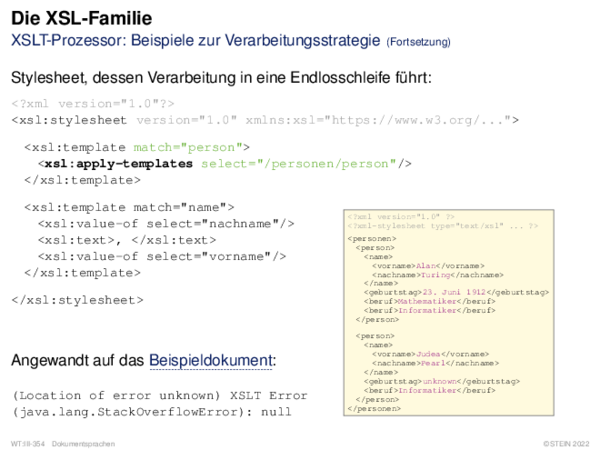 Die XSL-Familie
XSLT-Prozessor: Beispiele zur Verarbeitungsstrategie (Fortsetzung)
Stylesheet, dessen Verarbeitung in eine Endlosschleife führt:
<?xml version="1.0"?>
<xsl:stylesheet version="1.0" xmlns:xsl="https://www.w3.org/...">
<xsl:template match="person">
<xsl:apply-templates select="/personen/person"/>
</xsl:template>
<xsl:template match="name">
<xsl:value-of select="nachname"/>
<xsl:text>, </xsl:text>
<xsl:value-of select="vorname"/>
</xsl:template>
</xsl:stylesheet>
<?xml version="1.0" ?>
<?xml-stylesheet type="text/xsl" ... ?>
<personen>
<person>
<name>
<vorname>Alan</vorname>
<nachname>Turing</nachname>
</name>
<geburtstag>23. Juni 1912</geburtstag>
<beruf>Mathematiker</beruf>
<beruf>Informatiker</beruf>
</person>
<person>
<name>
<vorname>Judea</vorname>
<nachname>Pearl</nachname>
</name>
<geburtstag>unknown</geburtstag>
<beruf>Informatiker</beruf>
</person>
</personen>
Angewandt auf das Beispieldokument:
(Location of error unknown) XSLT Error
(java.lang.StackOverflowError): null
WT:III-354 Dokumentsprachen
©STEIN 2022